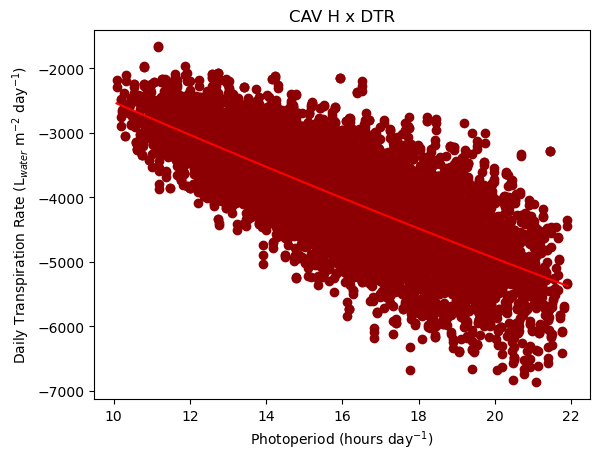 CAV H x DTR
Daily Transpiration Rate (L_water m⁻² day⁻¹)
−2000
−3000
−4000
−5000
−6000
−7000
10 12 14 16 18 20 22
Photoperiod (hours day⁻¹)